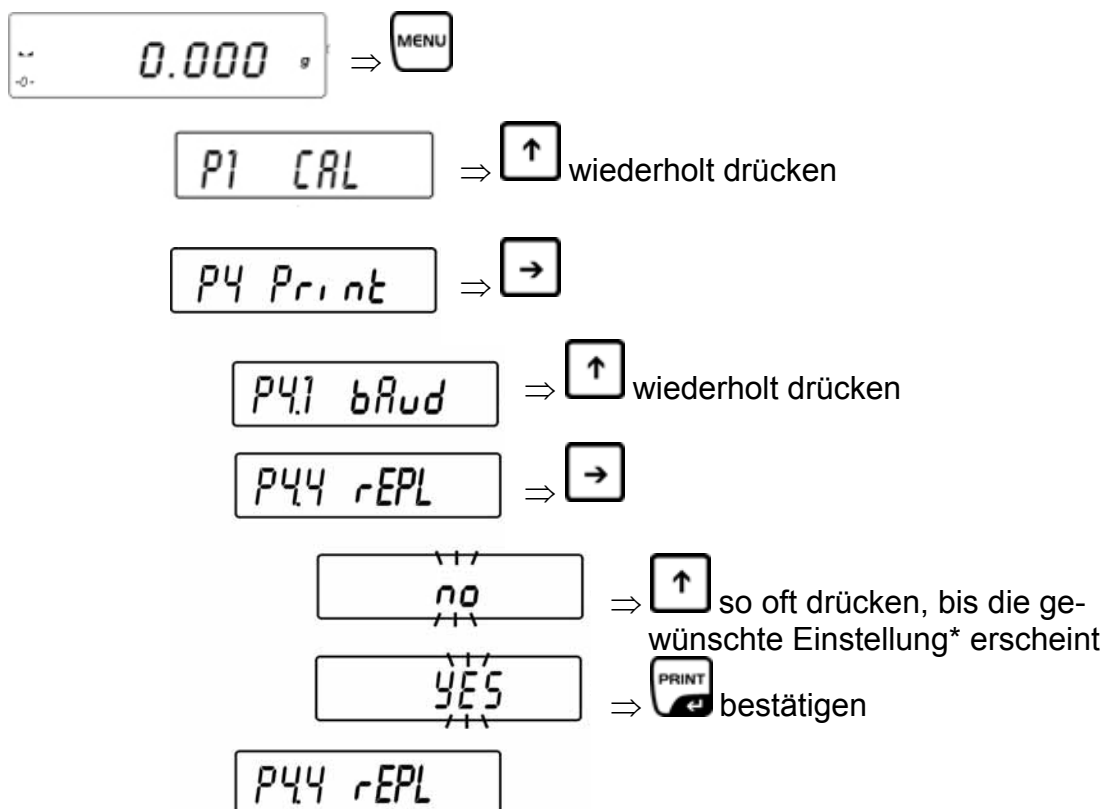 0.000 g ⇒ MENU
-0-
P1 CAL ⇒ ↑ wiederholt drücken
P4 Print ⇒ →
P4.1 bAud ⇒ ↑ wiederholt drücken
P4.4 rEPL ⇒ →
no ⇒ ↑ so oft drücken, bis die ge-
wünschte Einstellung* erscheint
YES ⇒ PRINT bestätigen
P4.4 rEPL